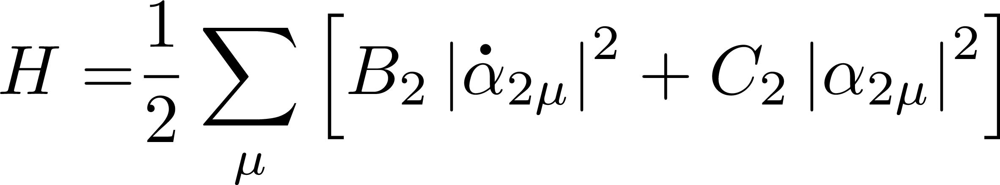 H = \frac{1}{2} \sum_{\mu} \left[ B_2 \left| \dot{\alpha}_{2\mu} \right|^2 + C_2 \left| \alpha_{2\mu} \right|^2 \right]